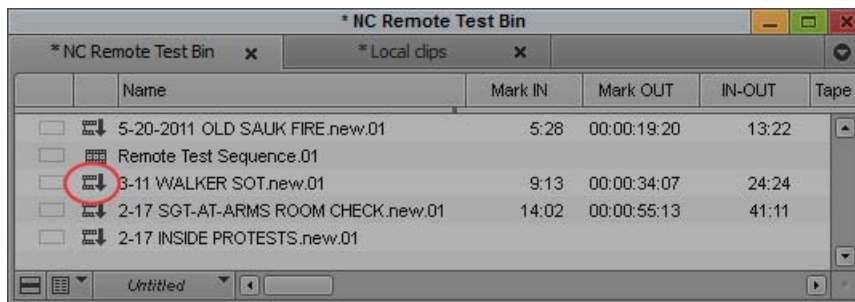 * NC Remote Test Bin
* NC Remote Test Bin x * Local clips x
Name Mark IN Mark OUT IN-OUT Tape
5-20-2011 OLD SAUK FIRE.new.01 5:28 00:00:19:20 13:22
Remote Test Sequence.01
3-11 WALKER SOT.new.01 9:13 00:00:34:07 24:24
2-17 SGT-AT-ARMS ROOM CHECK.new.01 14:02 00:00:55:13 41:11
2-17 INSIDE PROTESTS.new.01
Untitled